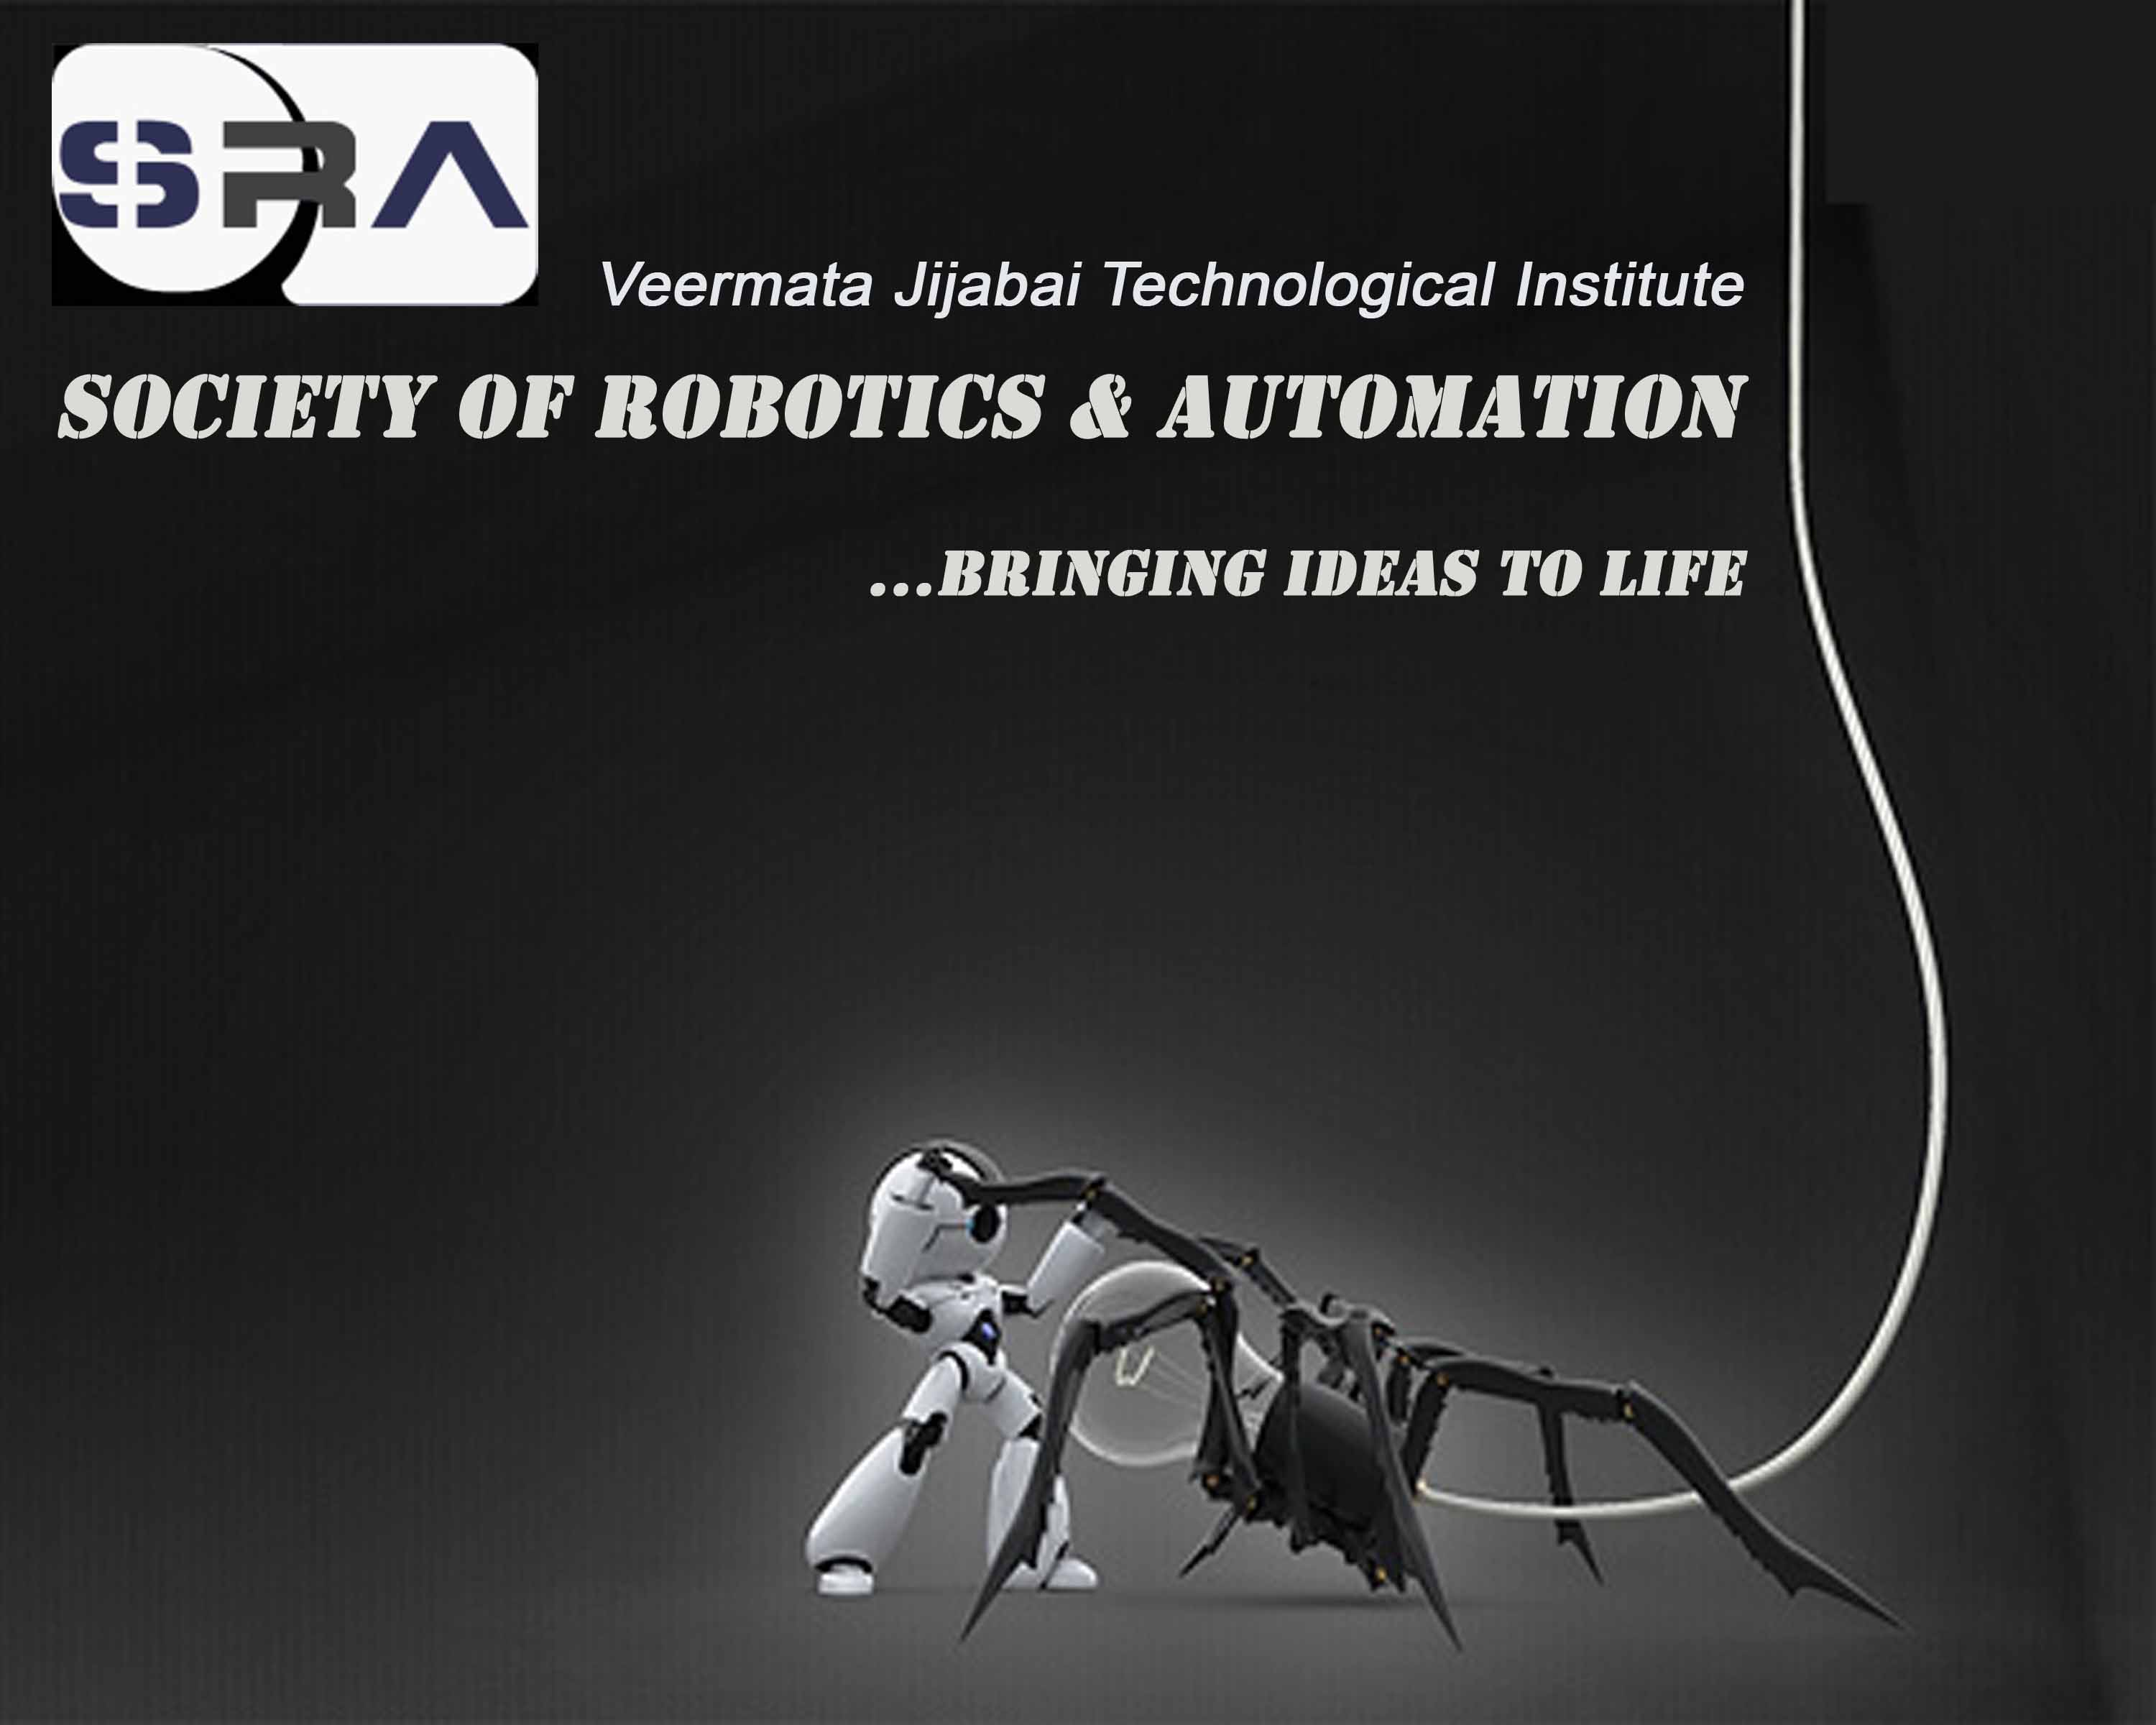 SRA
Veermata Jijabai Technological Institute
SOCIETY OF ROBOTICS & AUTOMATION
...BRINGING IDEAS TO LIFE